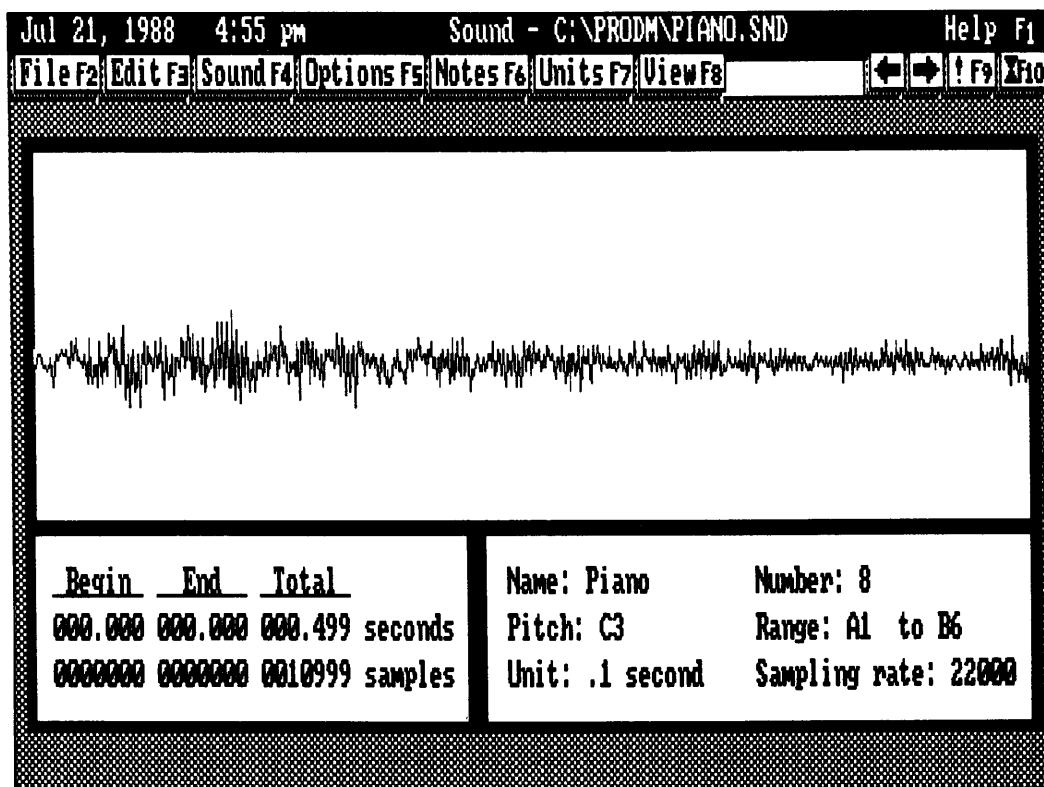 Jul 21, 1988 4:55 pm Sound - C:\PRODM\PIANO.SND Help F1
File F2 Edit F3 Sound F4 Options F5 Notes F6 Units F7 View F8 ! F9 F10
Begin End Total
000.000 000.000 000.499 seconds
0000000 0000000 0010999 samples
Name: Piano Number: 8
Pitch: C3 Range: A1 to B6
Unit: .1 second Sampling rate: 22000